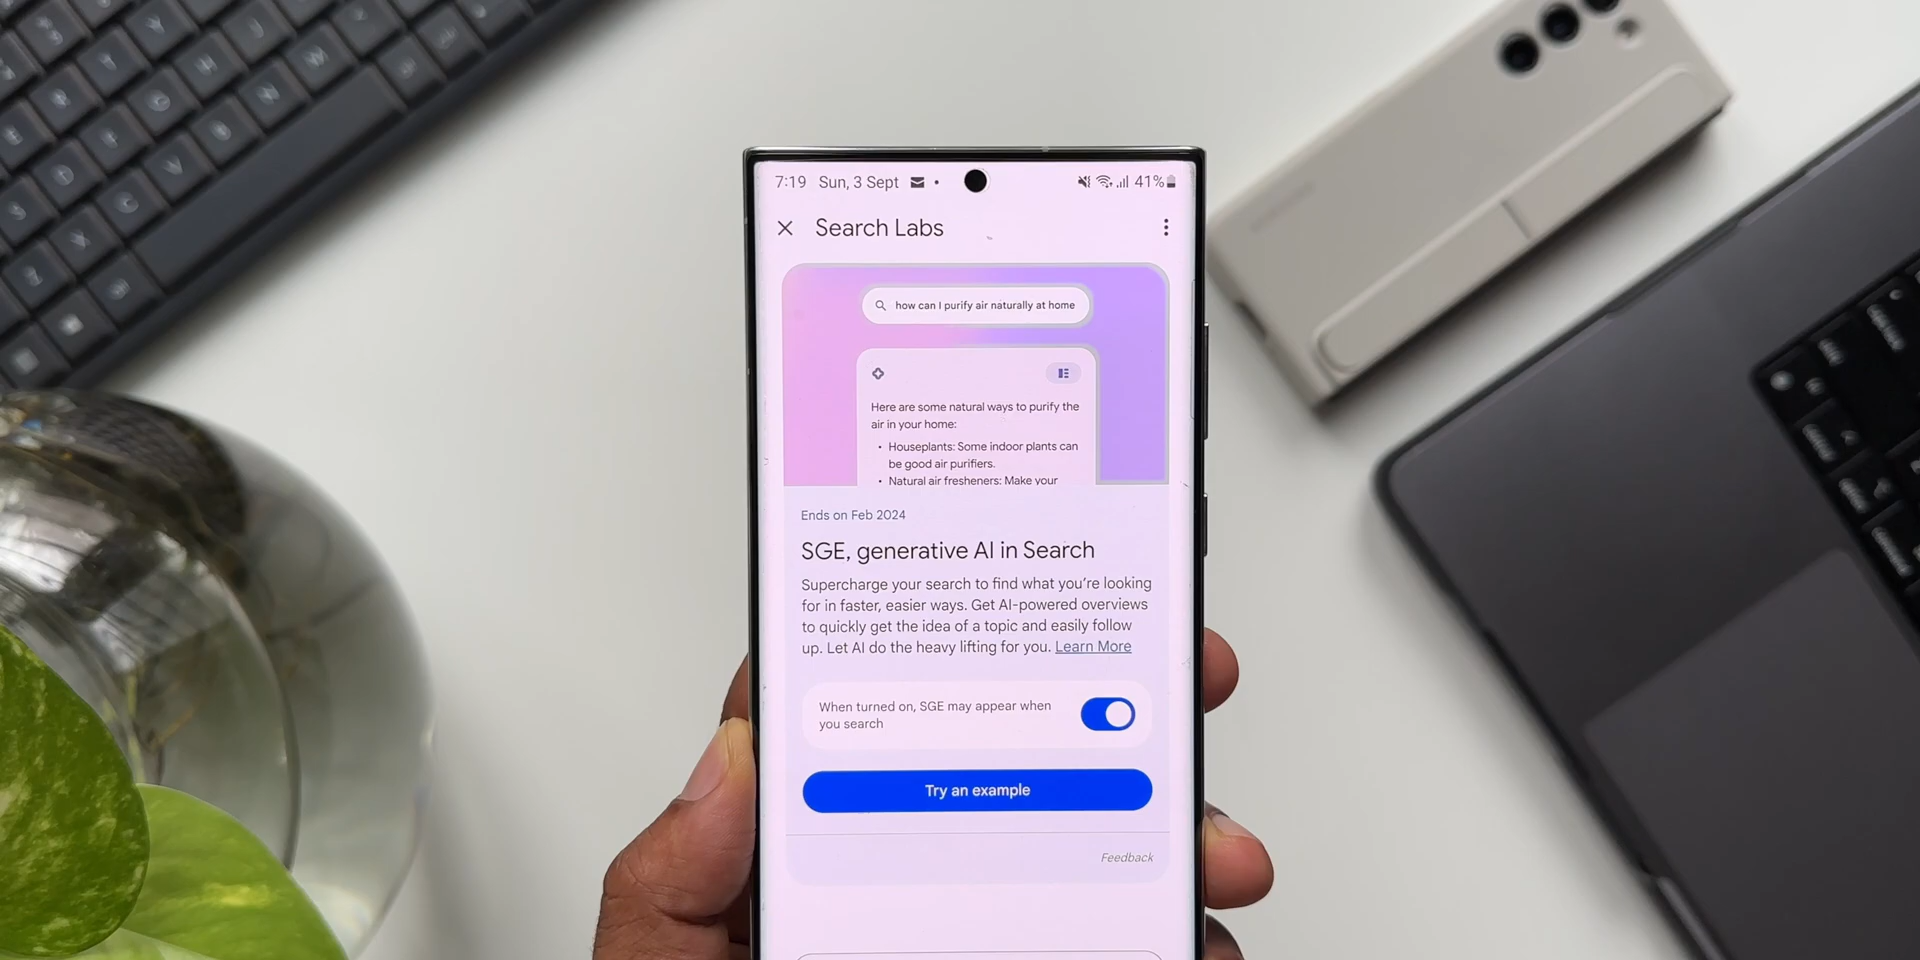 7:19 Sun, 3 Sept 41%
Search Labs
how can I purify air naturally at home
Here are some natural ways to purify the
air in your home:
• Houseplants: Some indoor plants can
be good air purifiers.
• Natural air fresheners: Make your
Ends on Feb 2024
SGE, generative AI in Search
Supercharge your search to find what you're looking
for in faster, easier ways. Get AI-powered overviews
to quickly get the idea of a topic and easily follow
up. Let AI do the heavy lifting for you. Learn More
When turned on, SGE may appear when
you search
Try an example
Feedback